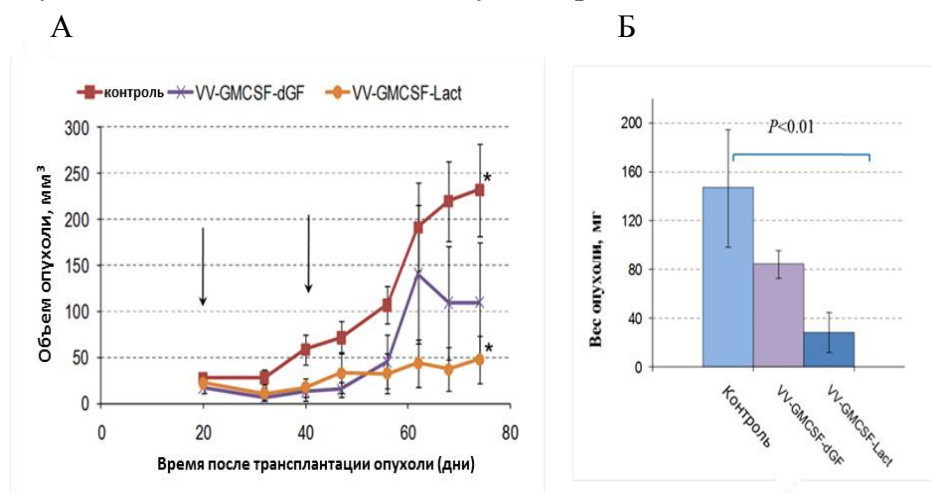 А
Б
контроль VV-GMCSF-dGF VV-GMCSF-Lact
Объем опухоли, мм³
300
250
200
150
100
50
0
*
*
0 20 40 60 80
Время после трансплантации опухоли (дни)
Вес опухоли, мг
200
160
120
80
40
0
P<0.01
Контроль
VV-GMCSF-dGF
VV-GMCSF-Lact